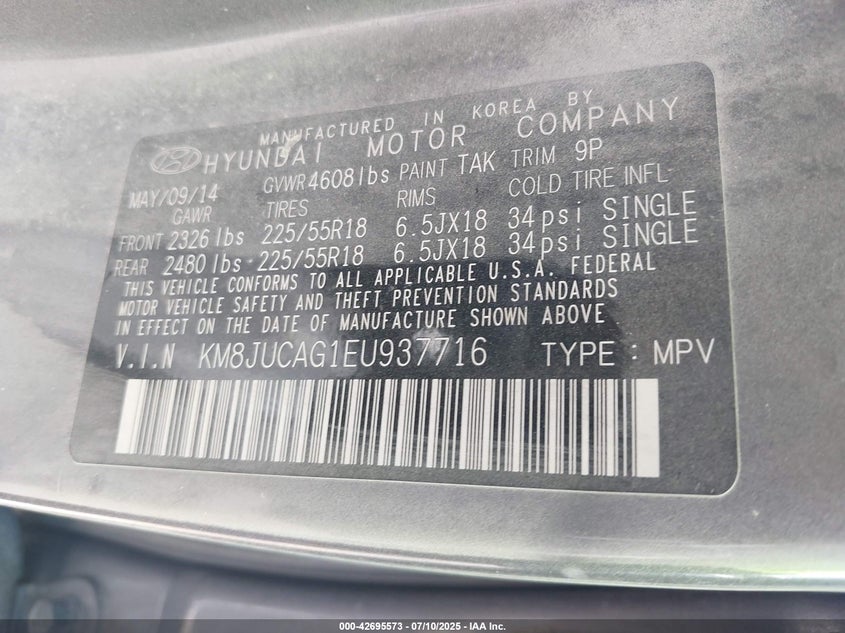 MANUFACTURED IN KOREA BY
HYUNDAI MOTOR COMPANY
MAY/09/14 GVWR 4608 lbs PAINT TAK TRIM 9P
GAWR TIRES RIMS COLD TIRE INFL
FRONT 2326 lbs 225/55R18 6.5JX18 34psi SINGLE
REAR 2480 lbs 225/55R18 6.5JX18 34psi SINGLE
THIS VEHICLE CONFORMS TO ALL APPLICABLE U.S.A. FEDERAL
MOTOR VEHICLE SAFETY AND THEFT PREVENTION STANDARDS
IN EFFECT ON THE DATE OF MANUFACTURE SHOWN ABOVE
V.I.N KM8JUCAG1EU937716 TYPE : MPV
000-42695573 | 07/10/2025 | IAA Inc.